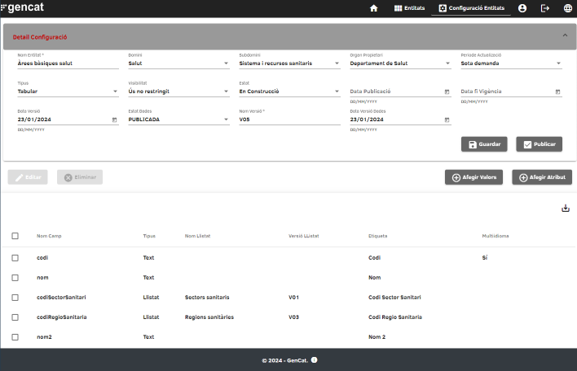 gencat
Entitats
Configuració Entitats
Detall Configuració
Nom Entitat *
Domini
Subdomini
Organ Propietari
Periode Actualització
Àrees bàsiques salut
Salut
Sistema i recursos sanitaris
Departament de Salut
Sota demanda
Tipus
Visibilitat
Estat
Tabular
Ús no restringit
En Construcció
Data Publicació
Data fi Vigència
DD/MM/YYYY
DD/MM/YYYY
Data Versió
Estat Dades
Nom Versió *
Data Versió Dades
23/01/2024
PUBLICADA
V05
23/01/2024
DD/MM/YYYY
DD/MM/YYYY
Guardar
Publicar
Editar
Eliminar
Afegir Valors
Afegir Atribut
Nom Camp
Tipus
Nom Llistat
Versió LListat
Etiqueta
Multiidioma
codi
Text
Codi
Sí
nom
Text
Nom
codiSectorSanitari
Llistat
Sectors sanitaris
V01
Codi Sector Sanitari
codiRegioSanitaria
Llistat
Regions sanitàries
V03
Codi Regio Sanitaria
nom2
Text
Nom 2
© 2024 - GenCat.